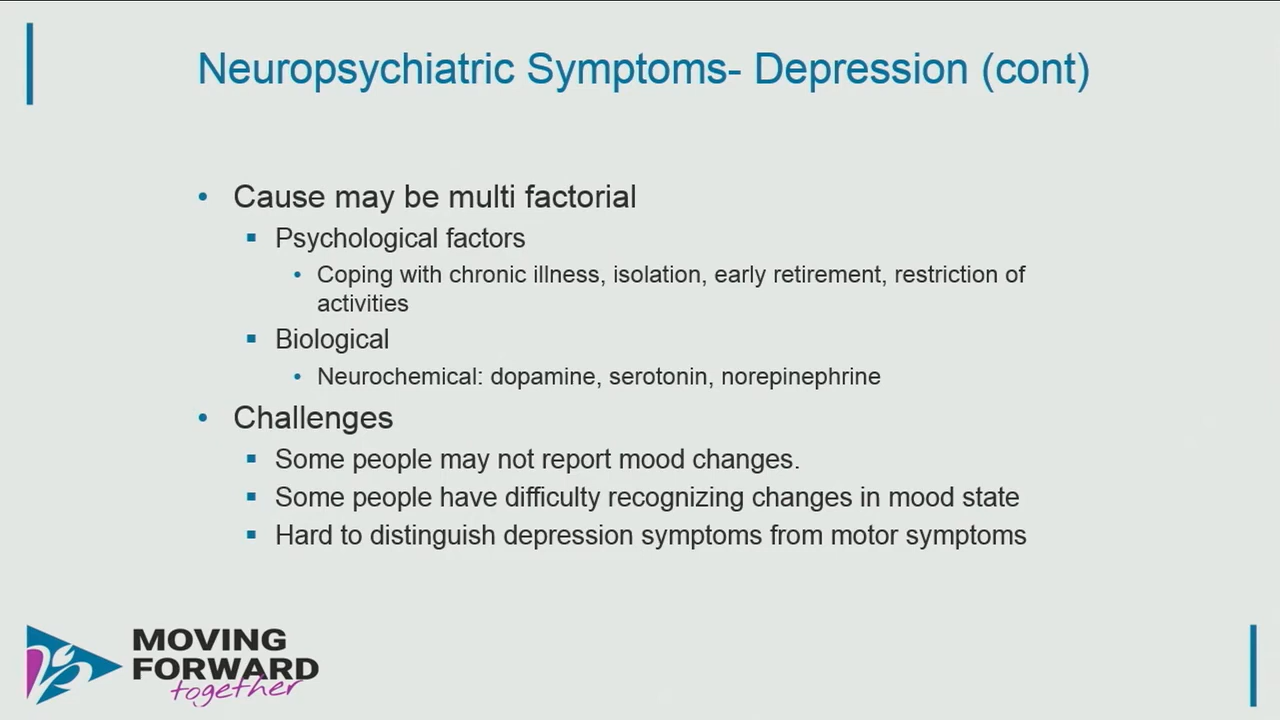 Neuropsychiatric Symptoms- Depression (cont)
• Cause may be multi factorial
▪ Psychological factors
• Coping with chronic illness, isolation, early retirement, restriction of
activities
▪ Biological
• Neurochemical: dopamine, serotonin, norepinephrine
• Challenges
▪ Some people may not report mood changes.
▪ Some people have difficulty recognizing changes in mood state
▪ Hard to distinguish depression symptoms from motor symptoms
MOVING
FORWARD
together